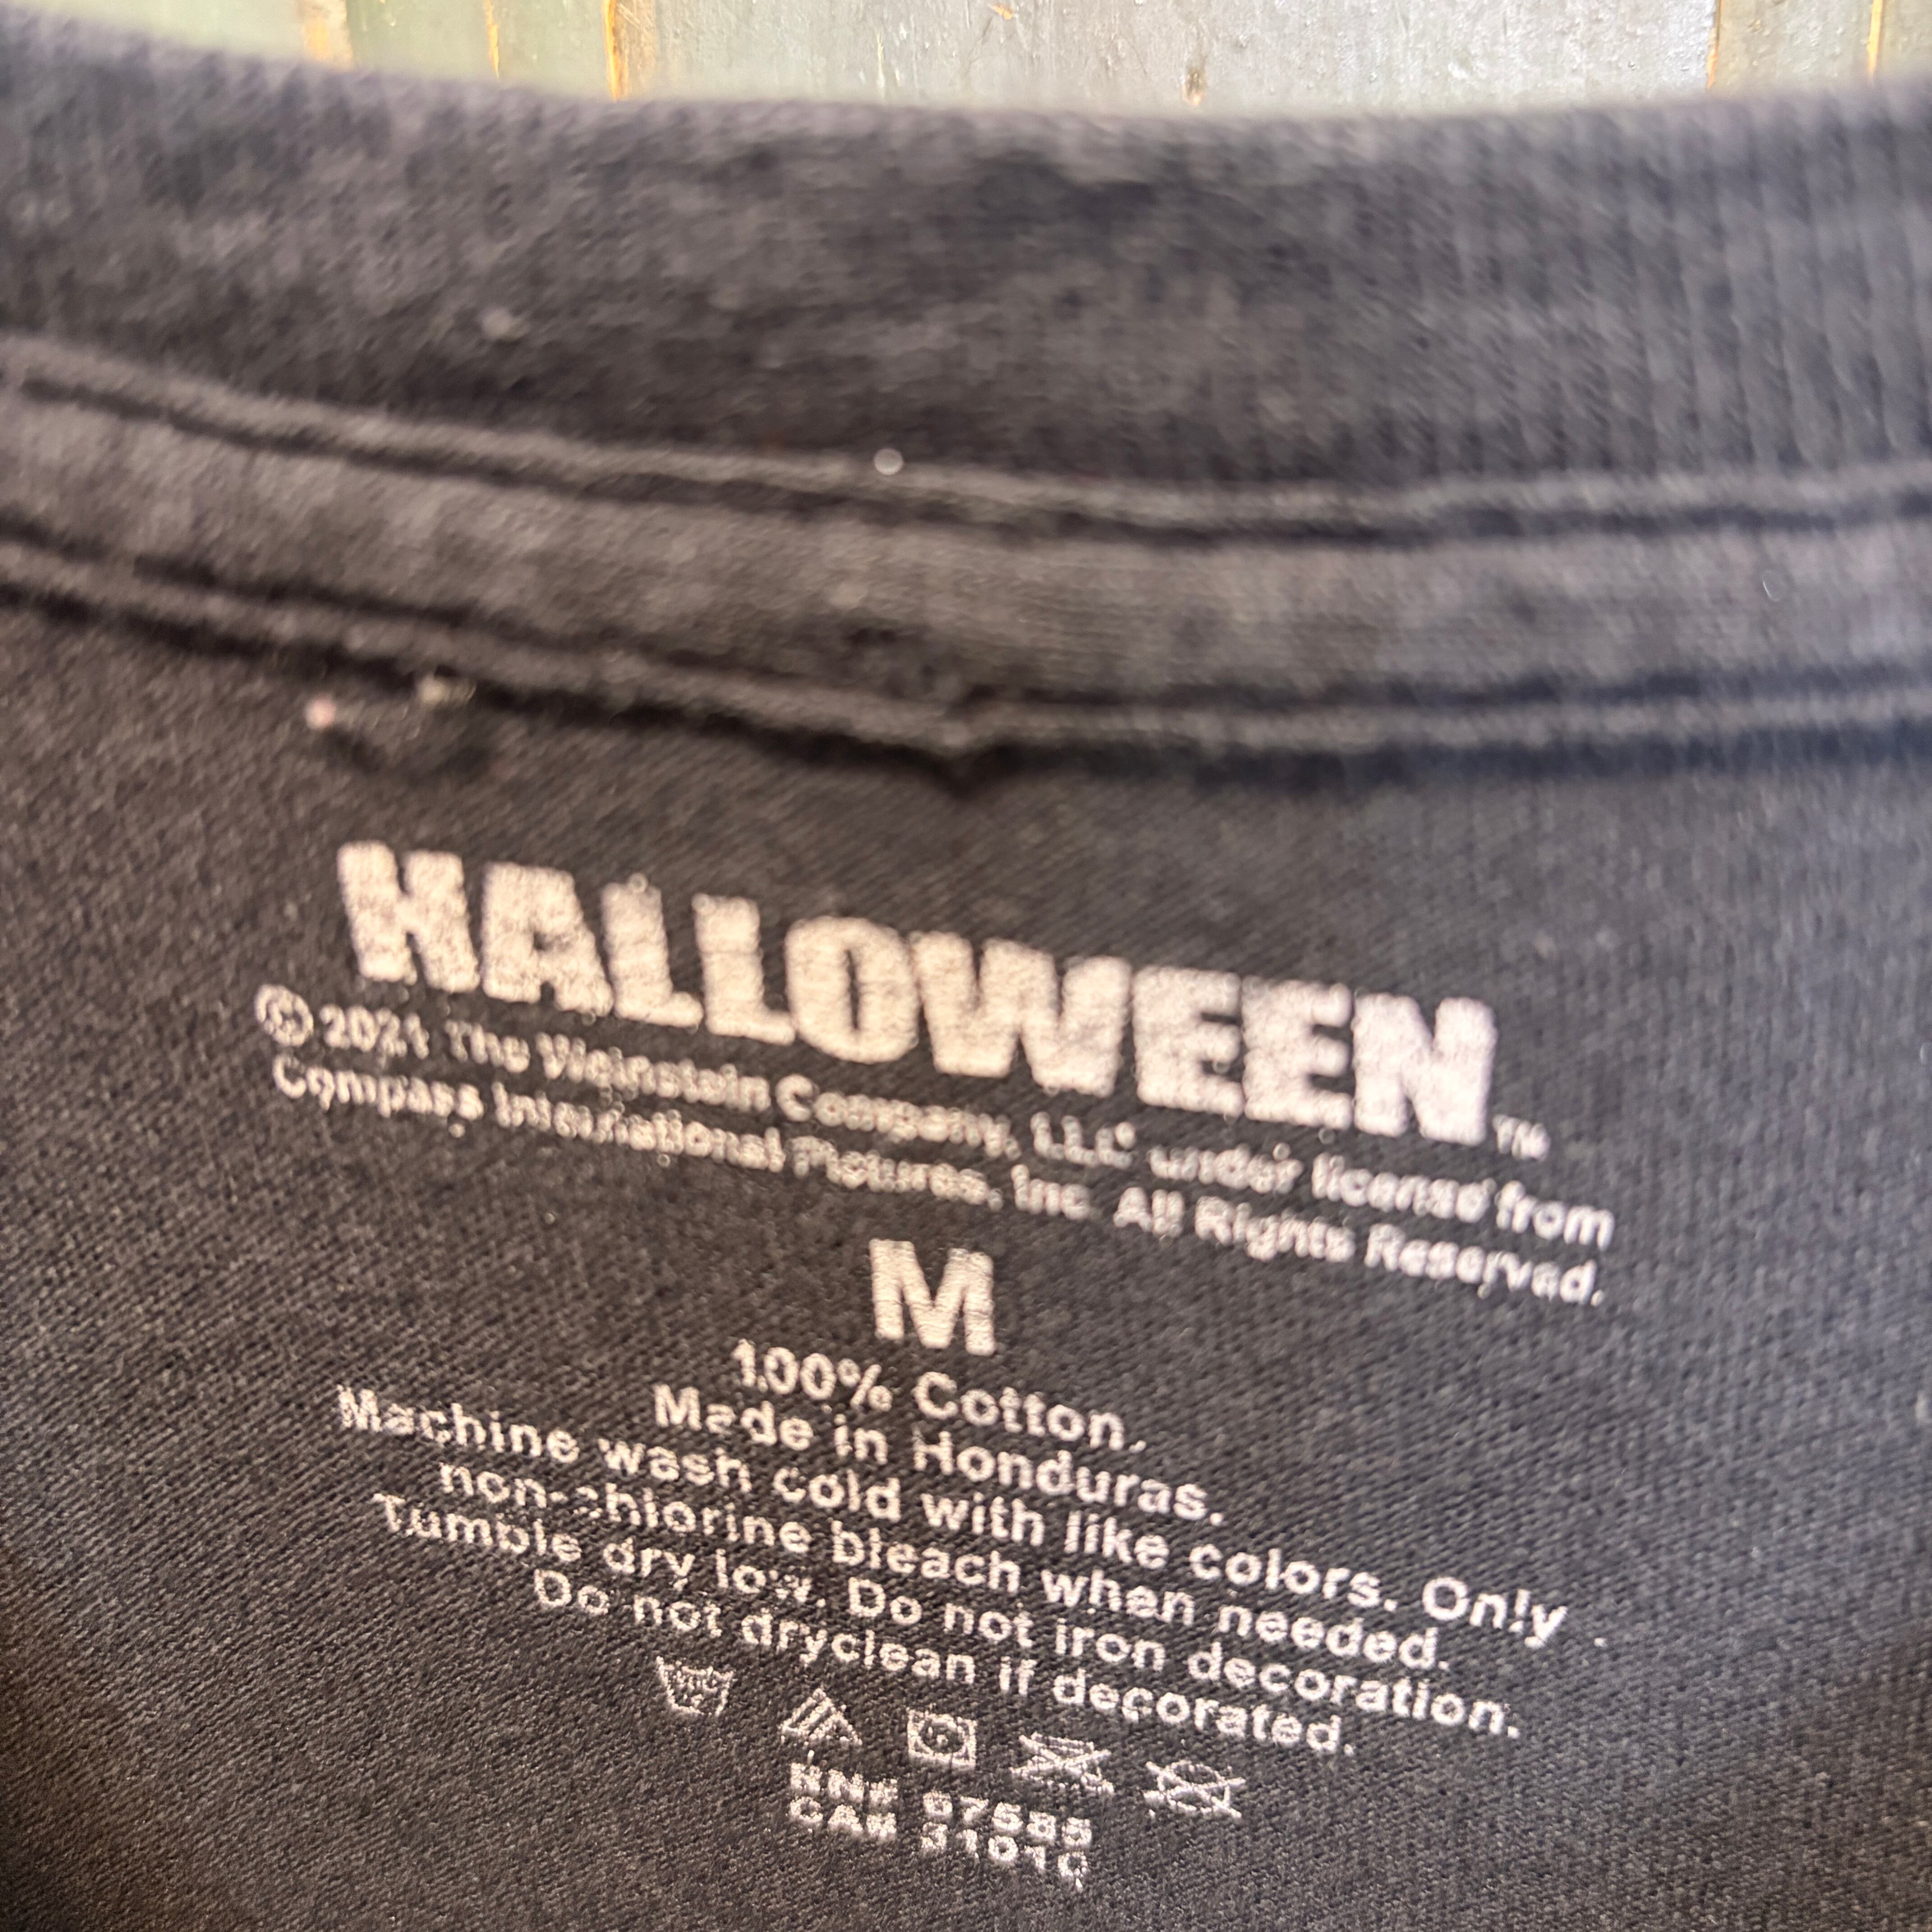 HALLOWEEN™
© 2021 The Weinstein Company, LLC under license from
Compass International Pictures, Inc. All Rights Reserved.
M
100% Cotton.
Made in Honduras.
Machine wash cold with like colors. Only
non-chlorine bleach when needed.
Tumble dry low. Do not iron decoration.
Do not dryclean if decorated.
RN# 97585